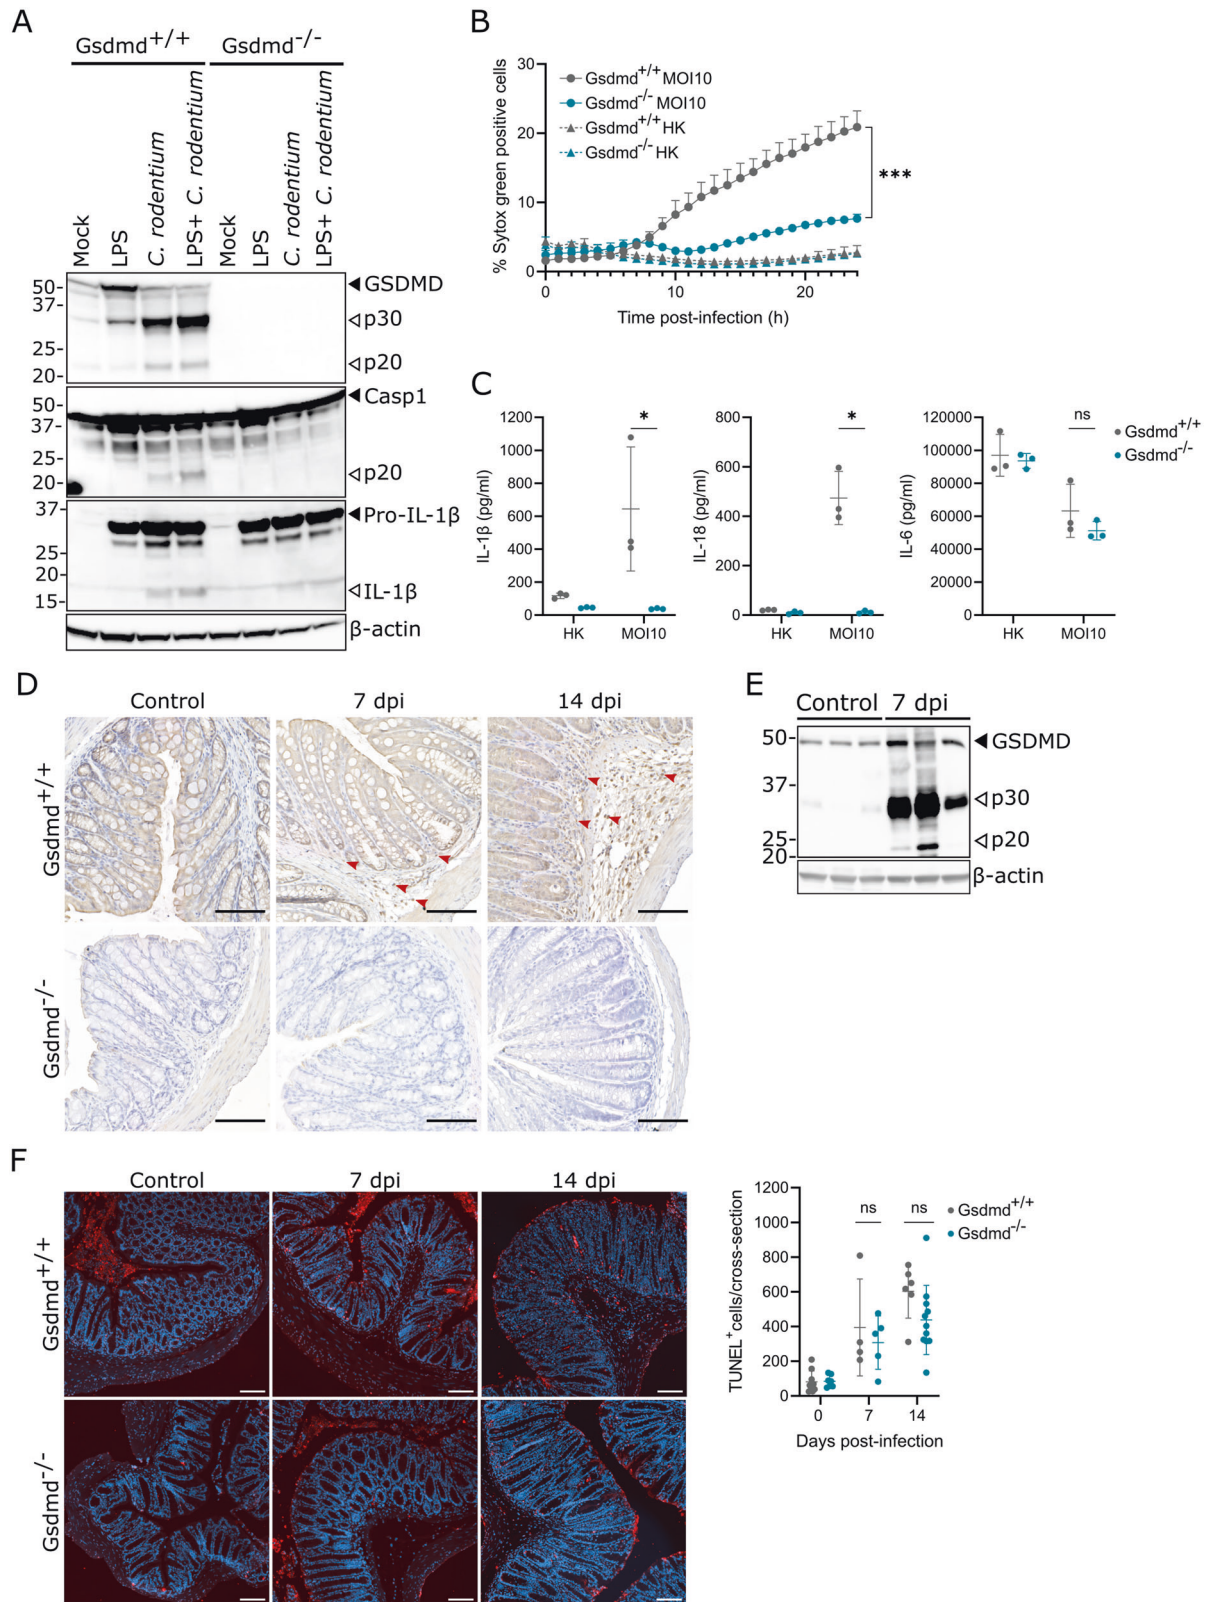 A
Gsdmd+/+ Gsdmd-/-
Mock
LPS
C. rodentium
LPS+ C. rodentium
Mock
LPS
C. rodentium
LPS+ C. rodentium
50-
37-
25-
20-
GSDMD
p30
p20
50-
37-
25-
20-
Casp1
p20
37-
25-
20-
15-
Pro-IL-1β
IL-1β
β-actin
B
% Sytox green positive cells
30
20
10
0
Gsdmd+/+ MOI10
Gsdmd-/- MOI10
Gsdmd+/+ HK
Gsdmd-/- HK
***
0 10 20
Time post-infection (h)
C
IL-1β (pg/ml)
1200
1000
800
600
400
200
0
*
HK MOI10
IL-18 (pg/ml)
800
600
400
200
0
*
HK MOI10
IL-6 (pg/ml)
120000
100000
80000
60000
40000
20000
0
ns
HK MOI10
Gsdmd+/+
Gsdmd-/-
D
Control 7 dpi 14 dpi
Gsdmd+/+
Gsdmd-/-
E
Control 7 dpi
50-
37-
25-
20-
GSDMD
p30
p20
β-actin
F
Control 7 dpi 14 dpi
Gsdmd+/+
Gsdmd-/-
TUNEL+cells/cross-section
1200
1000
800
600
400
200
0
ns ns
Gsdmd+/+
Gsdmd-/-
0 7 14
Days post-infection